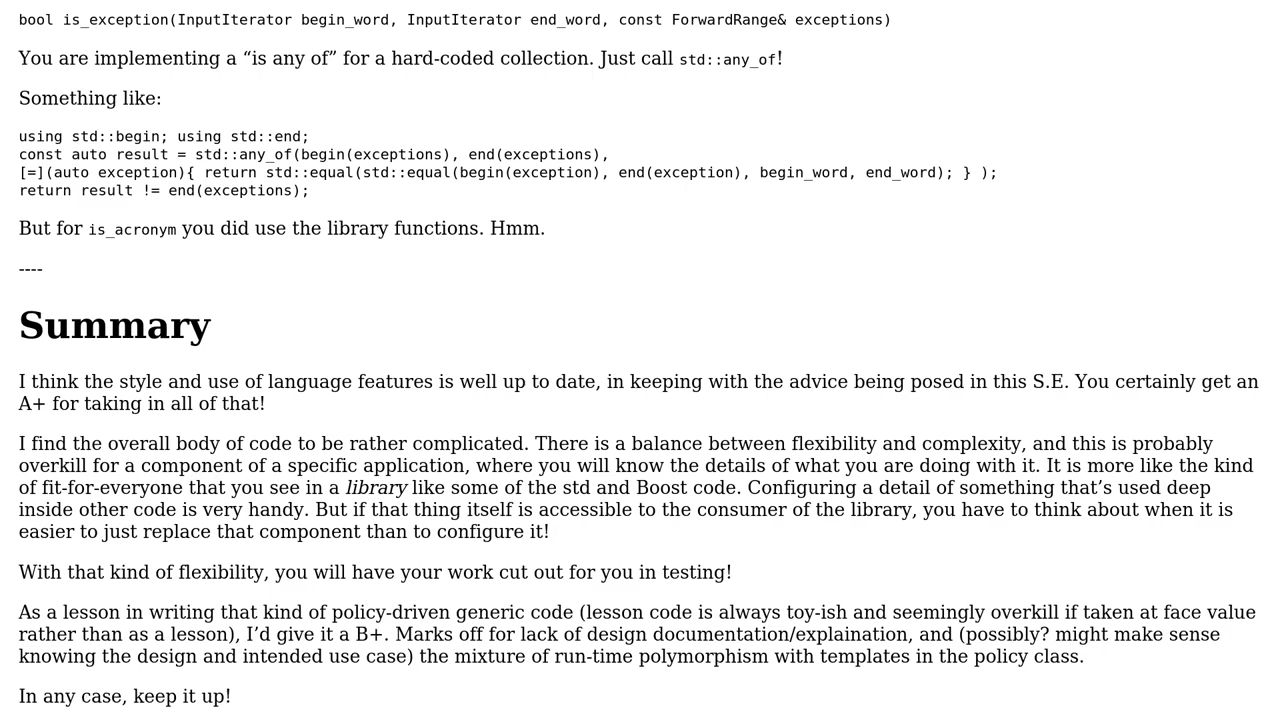 bool is_exception(InputIterator begin_word, InputIterator end_word, const ForwardRange& exceptions)
You are implementing a “is any of” for a hard-coded collection. Just call std::any_of!
Something like:
using std::begin; using std::end;
const auto result = std::any_of(begin(exceptions), end(exceptions),
[=](auto exception){ return std::equal(std::equal(begin(exception), end(exception), begin_word, end_word); } );
return result != end(exceptions);
But for is_acronym you did use the library functions. Hmm.
----
Summary
I think the style and use of language features is well up to date, in keeping with the advice being posed in this S.E. You certainly get an
A+ for taking in all of that!
I find the overall body of code to be rather complicated. There is a balance between flexibility and complexity, and this is probably
overkill for a component of a specific application, where you will know the details of what you are doing with it. It is more like the kind
of fit-for-everyone that you see in a library like some of the std and Boost code. Configuring a detail of something that’s used deep
inside other code is very handy. But if that thing itself is accessible to the consumer of the library, you have to think about when it is
easier to just replace that component than to configure it!
With that kind of flexibility, you will have your work cut out for you in testing!
As a lesson in writing that kind of policy-driven generic code (lesson code is always toy-ish and seemingly overkill if taken at face value
rather than as a lesson), I’d give it a B+. Marks off for lack of design documentation/explaination, and (possibly? might make sense
knowing the design and intended use case) the mixture of run-time polymorphism with templates in the policy class.
In any case, keep it up!